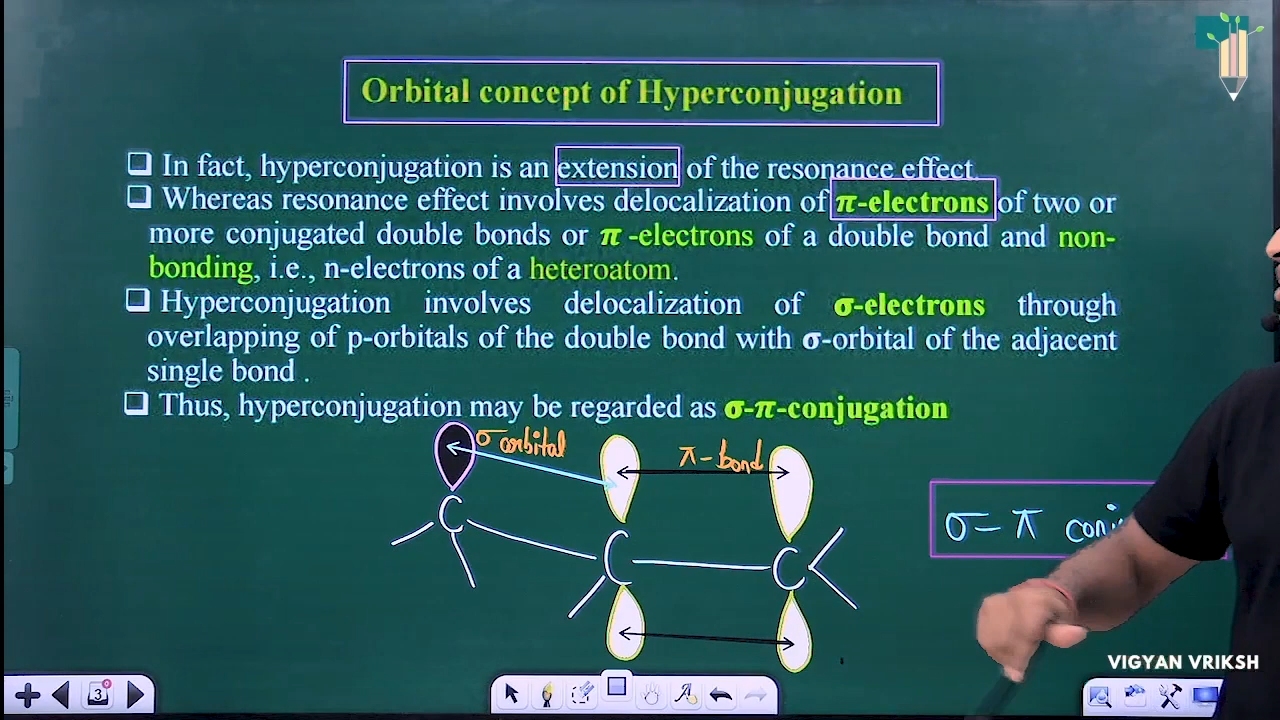 Orbital concept of Hyperconjugation
❑ In fact, hyperconjugation is an extension of the resonance effect.
❑ Whereas resonance effect involves delocalization of π-electrons of two or
more conjugated double bonds or π -electrons of a double bond and non-
bonding, i.e., n-electrons of a heteroatom.
❑ Hyperconjugation involves delocalization of σ-electrons through
overlapping of p-orbitals of the double bond with σ-orbital of the adjacent
single bond .
❑ Thus, hyperconjugation may be regarded as σ-π-conjugation
σ orbital
π-bond
C
C
C
σ-π
VIGYAN VRIKSH
3
0